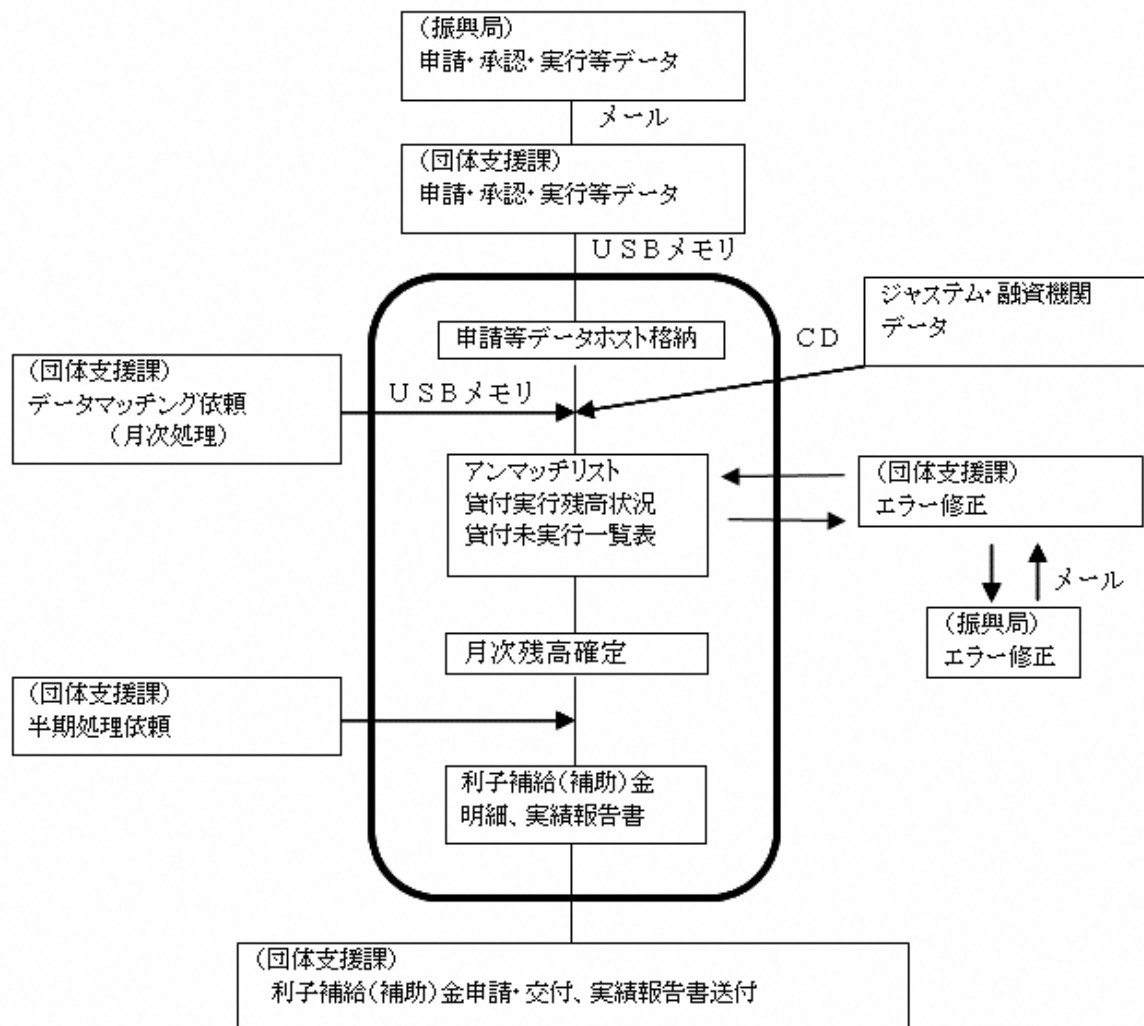 (振興局)
申請・承認・実行等データ
メール
(団体支援課)
申請・承認・実行等データ
ＵＳＢメモリ
ジャステム・融資機関
データ
申請等データホスト格納
ＣＤ
(団体支援課)
データマッチング依頼
(月次処理)
ＵＳＢメモリ
アンマッチリスト
貸付実行残高状況
貸付未実行一覧表
(団体支援課)
エラー修正
メール
(振興局)
エラー修正
月次残高確定
(団体支援課)
半期処理依頼
利子補給(補助)金
明細、実績報告書
(団体支援課)
利子補給(補助)金申請・交付、実績報告書送付